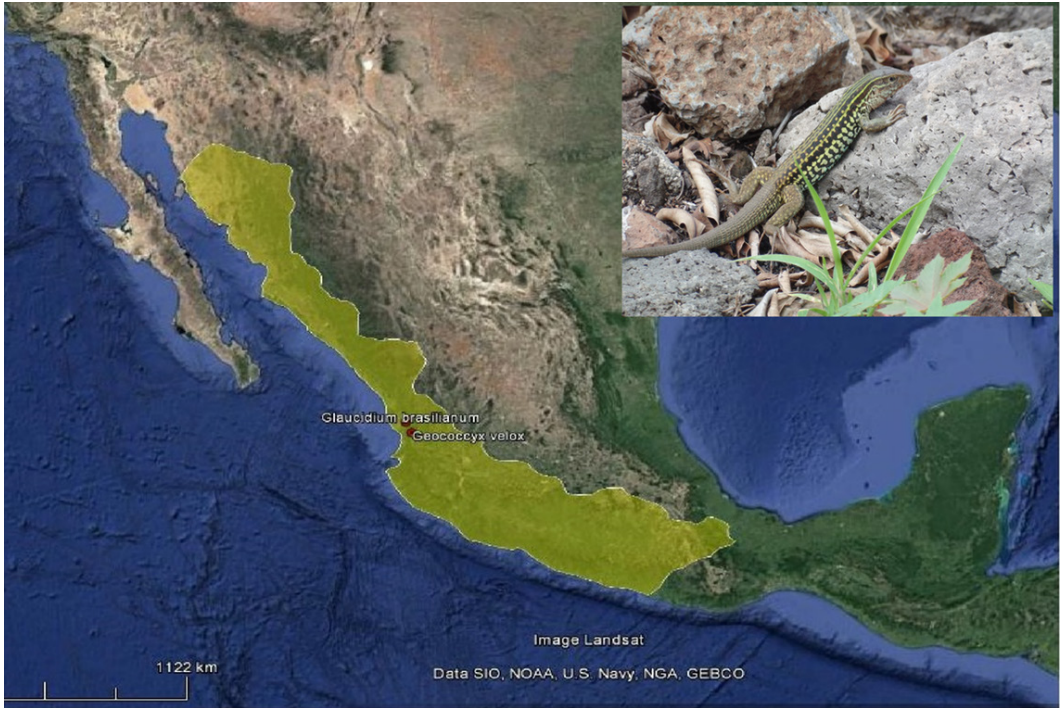 Glaucidium brasilianum
Geococcyx velox
Image Landsat
1122 km
Data SIO, NOAA, U.S. Navy, NGA, GEBCO